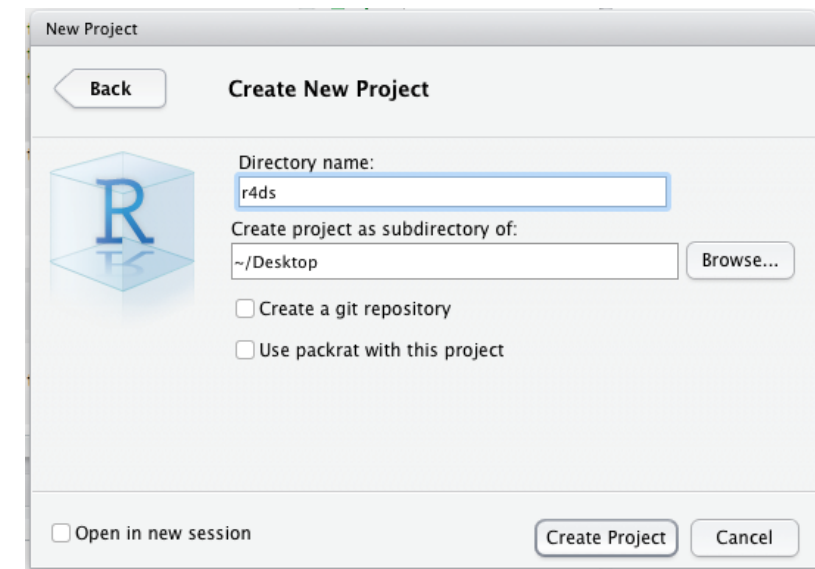 New Project
Back
Create New Project
R
Directory name:
r4ds
Create project as subdirectory of:
~/Desktop
Browse...
Create a git repository
Use packrat with this project
Open in new session
Create Project
Cancel